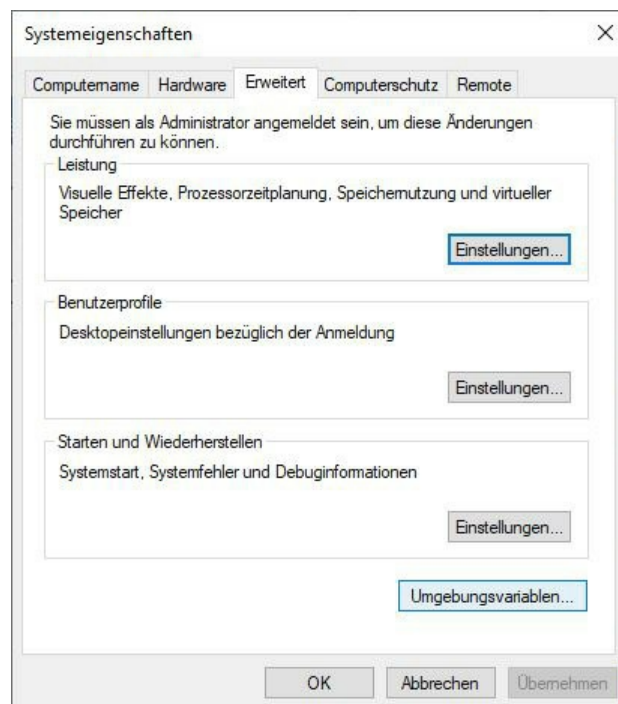 Systemeigenschaften
Computername Hardware Erweitert Computerschutz Remote
Sie müssen als Administrator angemeldet sein, um diese Änderungen
durchführen zu können.
Leistung
Visuelle Effekte, Prozessorzeitplanung, Speichernutzung und virtueller
Speicher
Einstellungen...
Benutzerprofile
Desktopeinstellungen bezüglich der Anmeldung
Einstellungen...
Starten und Wiederherstellen
Systemstart, Systemfehler und Debuginformationen
Einstellungen...
Umgebungsvariablen...
OK Abbrechen Übernehmen